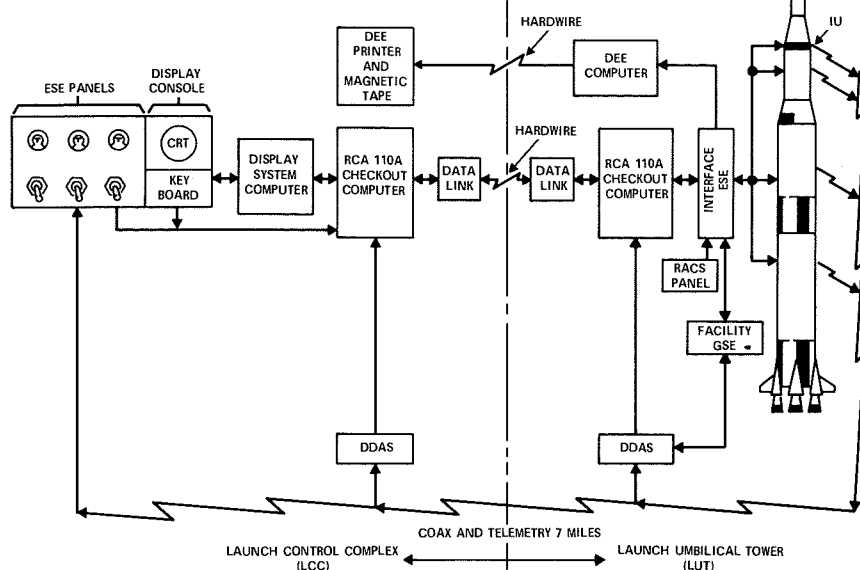 HARDWIRE
IU
DEE
PRINTER
AND
MAGNETIC
TAPE
DEE
COMPUTER
ESE PANELS
DISPLAY
CONSOLE
CRT
KEY
BOARD
DISPLAY
SYSTEM
COMPUTER
RCA 110A
CHECKOUT
COMPUTER
DATA
LINK
HARDWIRE
DATA
LINK
RCA 110A
CHECKOUT
COMPUTER
INTERFACE
ESE
RACS
PANEL
FACILITY
GSE
DDAS
DDAS
COAX AND TELEMETRY 7 MILES
LAUNCH CONTROL COMPLEX
(LCC)
LAUNCH UMBILICAL TOWER
(LUT)